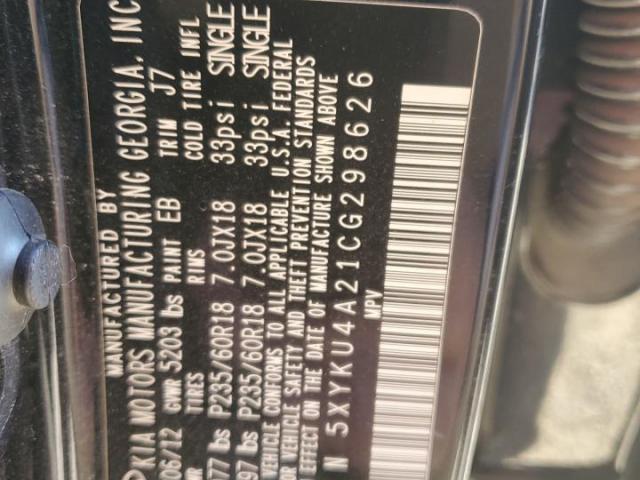 MANUFACTURED BY
KIA MOTORS MANUFACTURING GEORGIA, INC
06/12 GVWR 5203 lbs PAINT EB TRIM J7
WR TIRES RIMS COLD TIRE INFL
77 lbs P235/60R18 7.0JX18 33psi SINGLE
97 lbs P235/60R18 7.0JX18 33psi SINGLE
VEHICLE CONFORMS TO ALL APPLICABLE U.S.A. FEDERAL
OR VEHICLE SAFETY AND THEFT PREVENTION STANDARDS
EFFECT ON THE DATE OF MANUFACTURE SHOWN ABOVE
N 5XYKU4A21CG298626
MPV